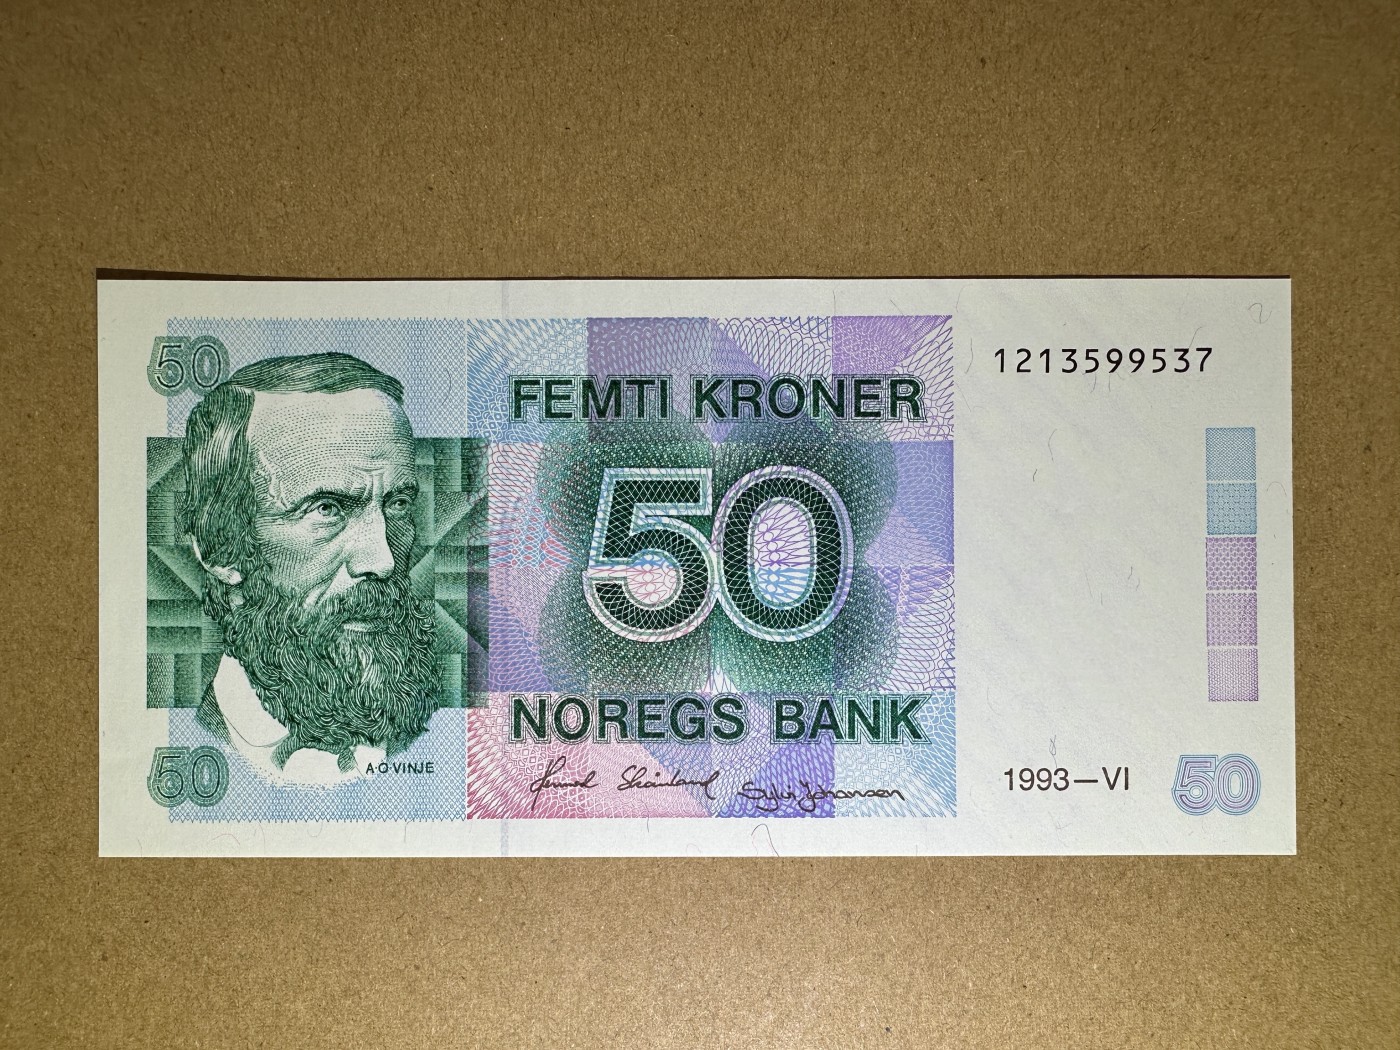 50
FEMTI KRONER
1213599537
50
NOREGS BANK
50
A·O·VINJE
1993—VI
50